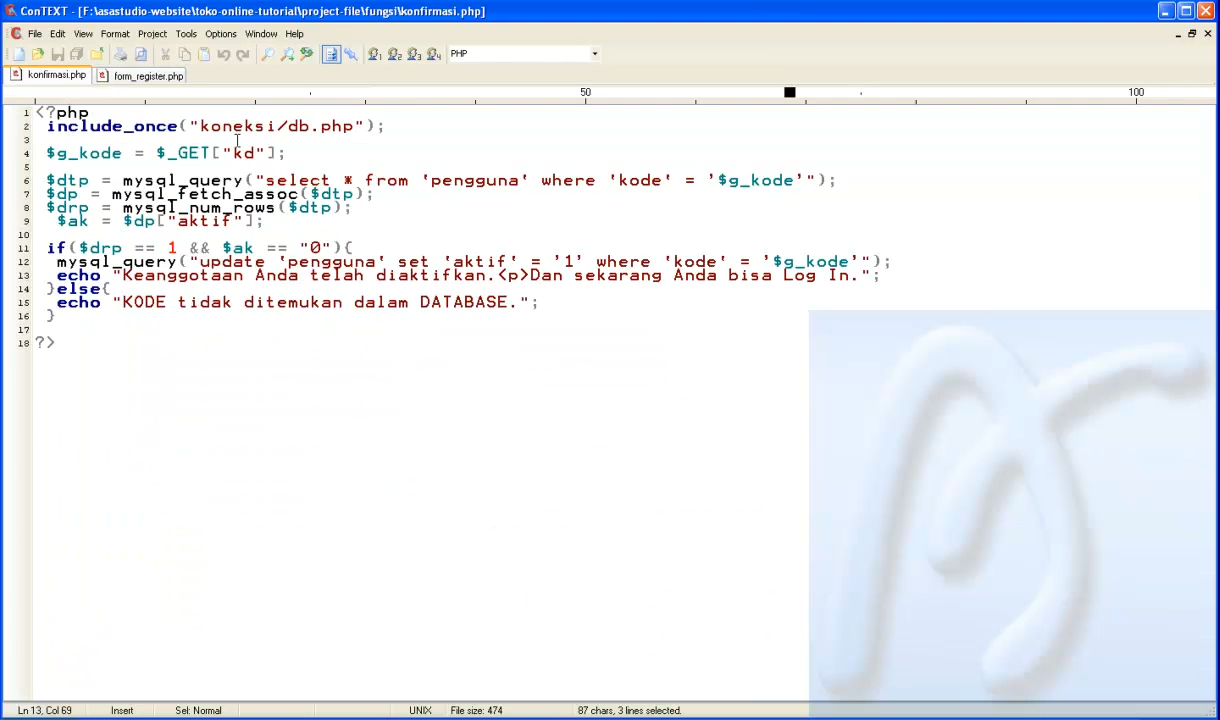 ConTEXT - [F:\asastudio-website\toko-online-tutorial\project-file\fungsi\konfirmasi.php]
File Edit View Format Project Tools Options Window Help
1 2 3 4 PHP
konfirmasi.php form_register.php
50 100
1 <?php
2 include_once("koneksi/db.php");
3
4 $g_kode = $_GET["kd"];
5
6 $dtp = mysql_query("select * from `pengguna` where `kode` = '$g_kode'");
7 $dp = mysql_fetch_assoc($dtp);
8 $drp = mysql_num_rows($dtp);
9 $ak = $dp["aktif"];
10
11 if($drp == 1 && $ak == "0"){
12 mysql_query("update `pengguna` set `aktif` = '1' where `kode` = '$g_kode'");
13 echo "Keanggotaan Anda telah diaktifkan.<p>Dan sekarang Anda bisa Log In.";
14 }else{
15 echo "KODE tidak ditemukan dalam DATABASE.";
16 }
17
18 ?>
Ln 13, Col 69 Insert Sel: Normal UNIX File size: 474 87 chars, 3 lines selected.